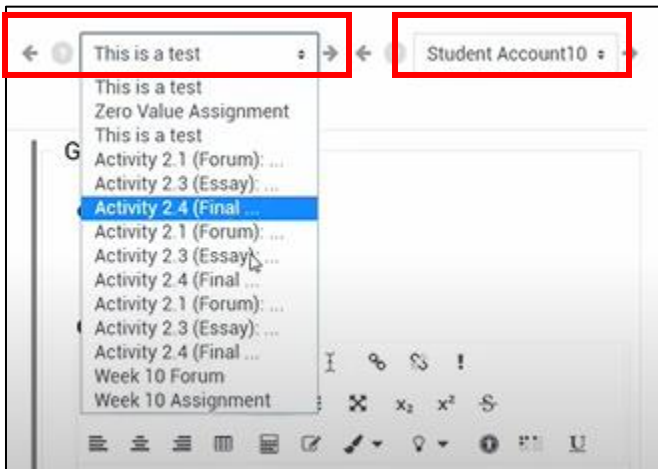 This is a test
Student Account10
This is a test
Zero Value Assignment
This is a test
G
Activity 2.1 (Forum): ...
Activity 2.3 (Essay): ...
Activity 2.4 (Final ...
Activity 2.1 (Forum): ...
Activity 2.3 (Essay): ...
Activity 2.4 (Final ...
Activity 2.1 (Forum): ...
Activity 2.3 (Essay): ...
Activity 2.4 (Final ...
Week 10 Forum
Week 10 Assignment